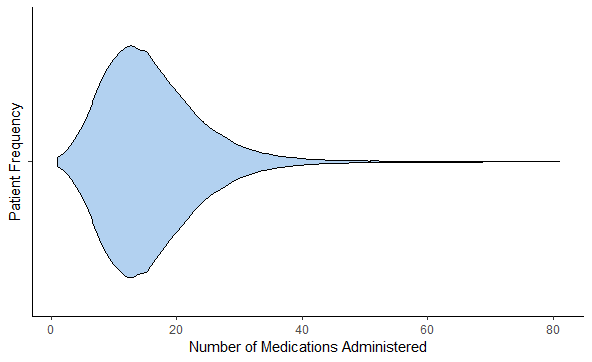 Patient Frequency
0 20 40 60 80
Number of Medications Administered